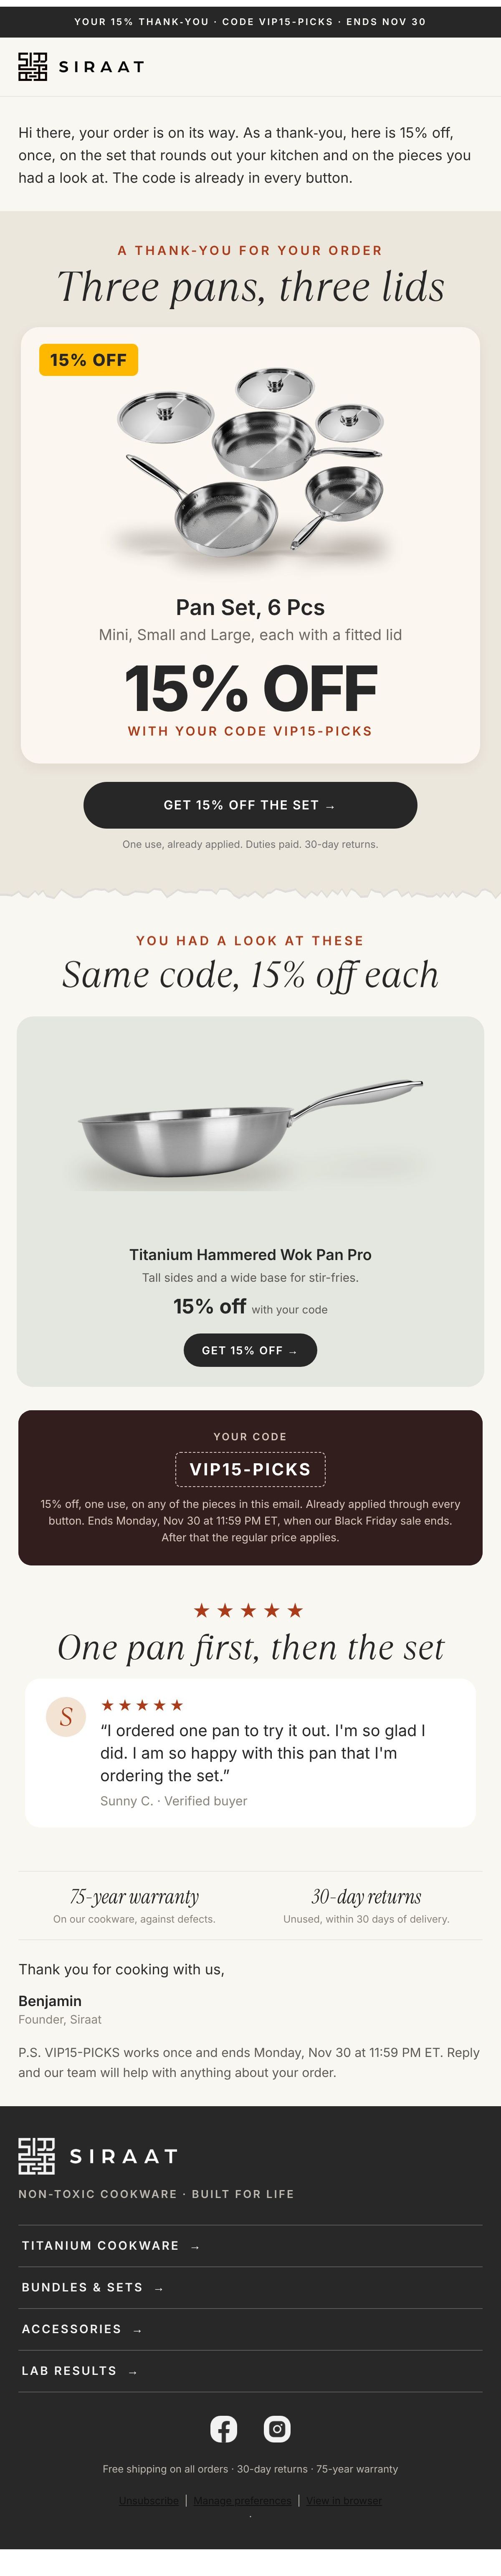 YOUR 15% THANK-YOU · CODE VIP15-PICKS · ENDS NOV 30
SIRAAT
Hi there, your order is on its way. As a thank-you, here is 15% off,
once, on the set that rounds out your kitchen and on the pieces you
had a look at. The code is already in every button.
A THANK-YOU FOR YOUR ORDER
Three pans, three lids
15% OFF
Pan Set, 6 Pcs
Mini, Small and Large, each with a fitted lid
15% OFF
WITH YOUR CODE VIP15-PICKS
GET 15% OFF THE SET →
One use, already applied. Duties paid. 30-day returns.
YOU HAD A LOOK AT THESE
Same code, 15% off each
Titanium Hammered Wok Pan Pro
Tall sides and a wide base for stir-fries.
15% off with your code
GET 15% OFF →
YOUR CODE
VIP15-PICKS
15% off, one use, on any of the pieces in this email. Already applied through every
button. Ends Monday, Nov 30 at 11:59 PM ET, when our Black Friday sale ends.
After that the regular price applies.
★★★★★
One pan first, then the set
S
★★★★★
“I ordered one pan to try it out. I'm so glad I
did. I am so happy with this pan that I'm
ordering the set.”
Sunny C. · Verified buyer
75-year warranty
On our cookware, against defects.
30-day returns
Unused, within 30 days of delivery.
Thank you for cooking with us,
Benjamin
Founder, Siraat
P.S. VIP15-PICKS works once and ends Monday, Nov 30 at 11:59 PM ET. Reply
and our team will help with anything about your order.
SIRAAT
NON-TOXIC COOKWARE · BUILT FOR LIFE
TITANIUM COOKWARE →
BUNDLES & SETS →
ACCESSORIES →
LAB RESULTS →
Free shipping on all orders · 30-day returns · 75-year warranty
Unsubscribe | Manage preferences | View in browser
.